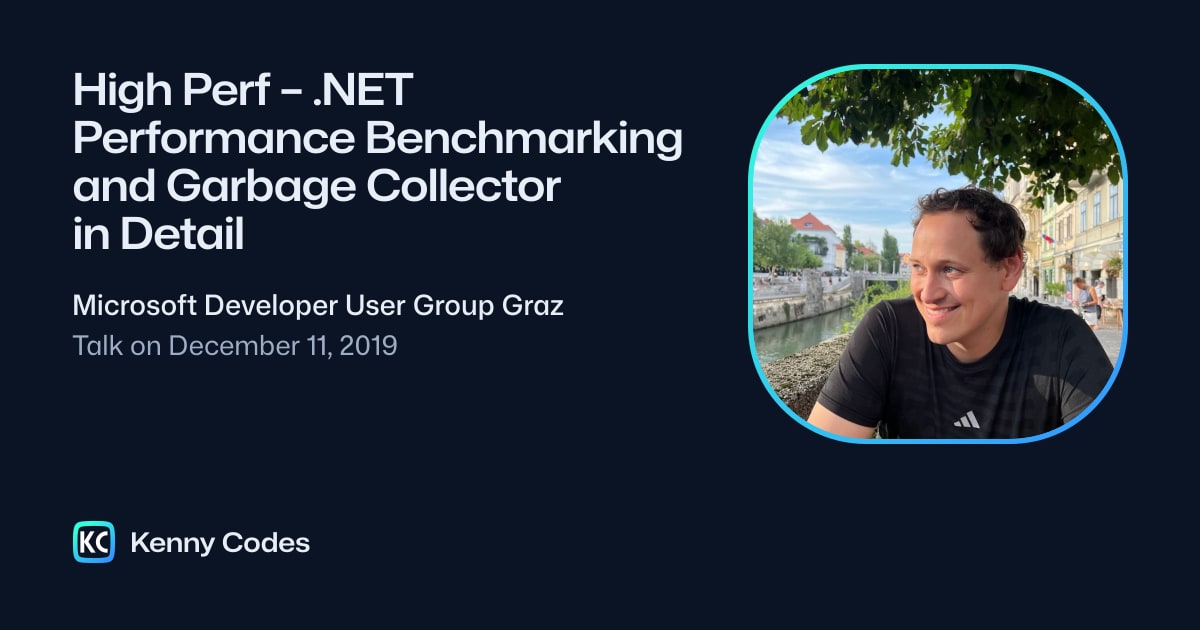 High Perf – .NET
Performance Benchmarking
and Garbage Collector
in Detail
Microsoft Developer User Group Graz
Talk on December 11, 2019
KC Kenny Codes